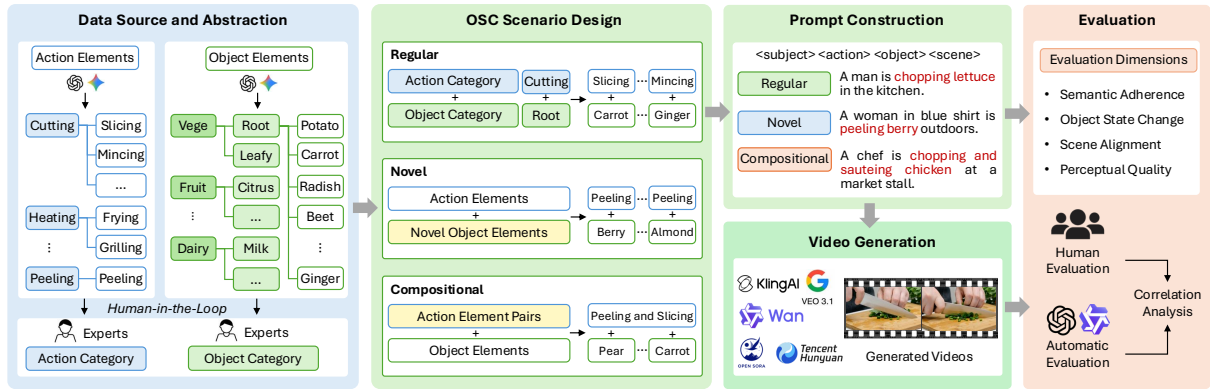 Data Source and Abstraction
Action Elements
Object Elements
Cutting
Slicing
Mincing
...
Heating
Frying
Grilling
⋮
Peeling
Peeling
Vege
Root
Potato
Leafy
Carrot
Fruit
Citrus
Radish
⋮
...
Beet
Dairy
Milk
⋮
...
Ginger
Human-in-the-Loop
Experts
Experts
Action Category
Object Category
OSC Scenario Design
Regular
Action Category
Cutting
Slicing ... Mincing
+ + + +
Object Category
Root
Carrot ... Ginger
Novel
Action Elements
Peeling ... Peeling
+ + +
Novel Object Elements
Berry ... Almond
Compositional
Action Element Pairs
Peeling and Slicing
+ + +
Object Elements
Pear ... Carrot
Prompt Construction
<subject> <action> <object> <scene>
Regular
A man is chopping lettuce
in the kitchen.
Novel
A woman in blue shirt is
peeling berry outdoors.
Compositional
A chef is chopping and
sauteing chicken at a
market stall.
Video Generation
KlingAI
G
VEO 3.1
Wan
OPEN SORA
Tencent
Hunyuan
Generated Videos
Evaluation
Evaluation Dimensions
• Semantic Adherence
• Object State Change
• Scene Alignment
• Perceptual Quality
Human
Evaluation
Correlation
Analysis
Automatic
Evaluation